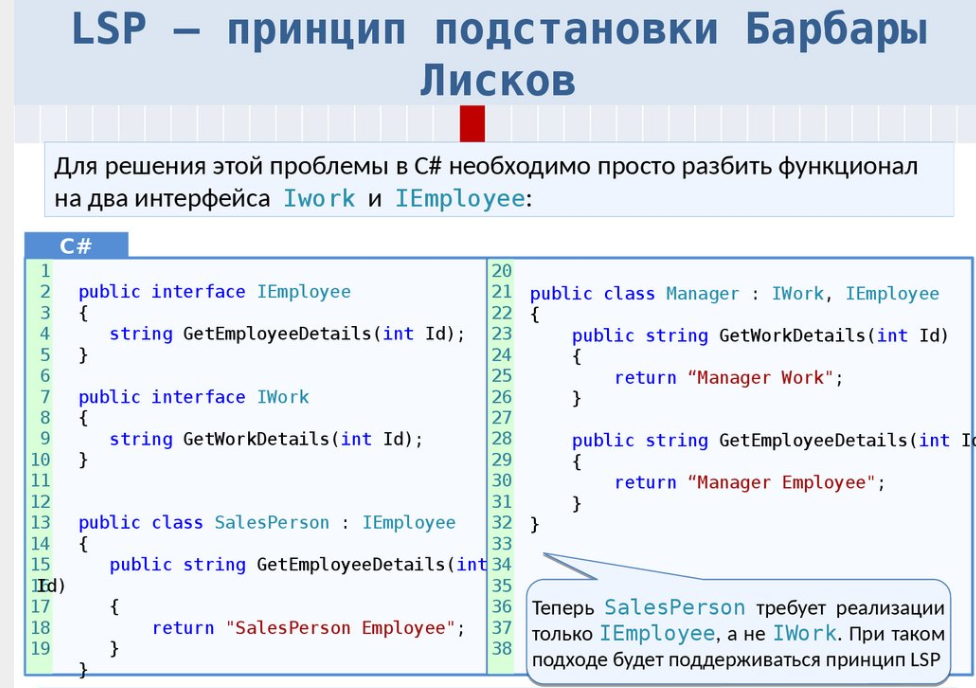 LSP – принцип подстановки Барбары
Лисков
Для решения этой проблемы в C# необходимо просто разбить функционал
на два интерфейса Iwork и IEmployee:
C#
1
2 public interface IEmployee
3 {
4 string GetEmployeeDetails(int Id);
5 }
6
7 public interface IWork
8 {
9 string GetWorkDetails(int Id);
10 }
11
12
13 public class SalesPerson : IEmployee
14 {
15 public string GetEmployeeDetails(int
16 Id)
17 {
18 return "SalesPerson Employee";
19 }
}
20
21 public class Manager : IWork, IEmployee
22 {
23 public string GetWorkDetails(int Id)
24 {
25 return “Manager Work";
26 }
27
28 public string GetEmployeeDetails(int Id
29 {
30 return “Manager Employee";
31 }
32 }
33
34
35
36
37
38
Теперь SalesPerson требует реализации
только IEmployee, а не IWork. При таком
подходе будет поддерживаться принцип LSP